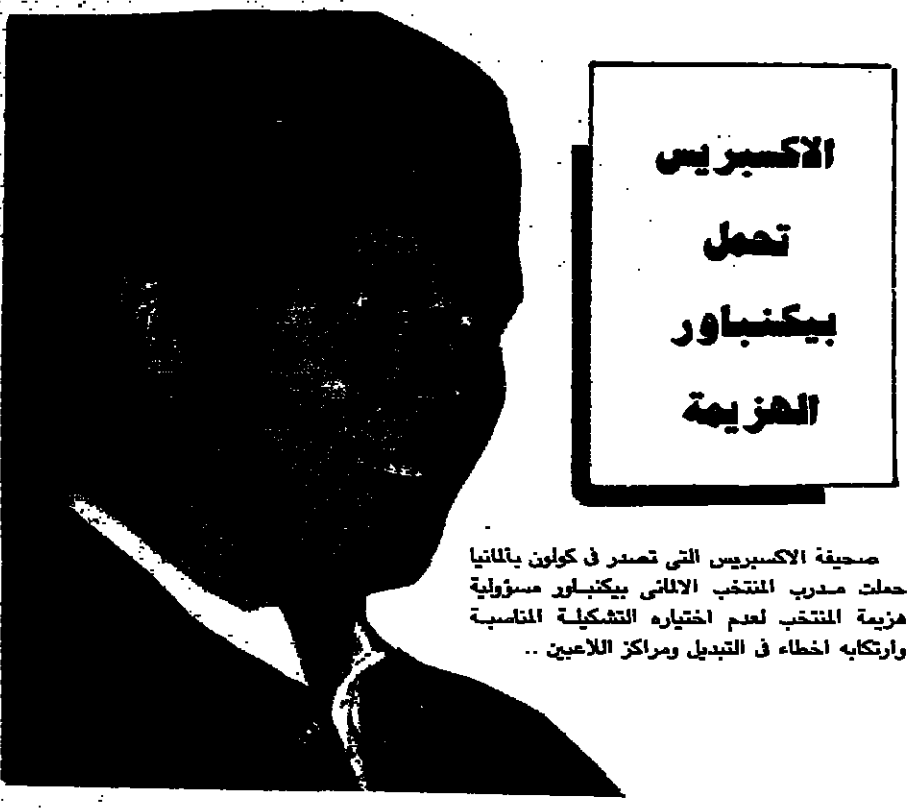 الاكسبريس
تحمل
بيكنباور
الهزيمة
صحيفة الاكسبريس التى تصدر فى كولون بألمانيا
حملت مدرب المنتخب الالمانى بيكنباور مسؤولية
هزيمة المنتخب لعدم اختياره التشكيلة المناسبة
وارتكابه اخطاء فى التبديل ومراكز اللاعبين ..